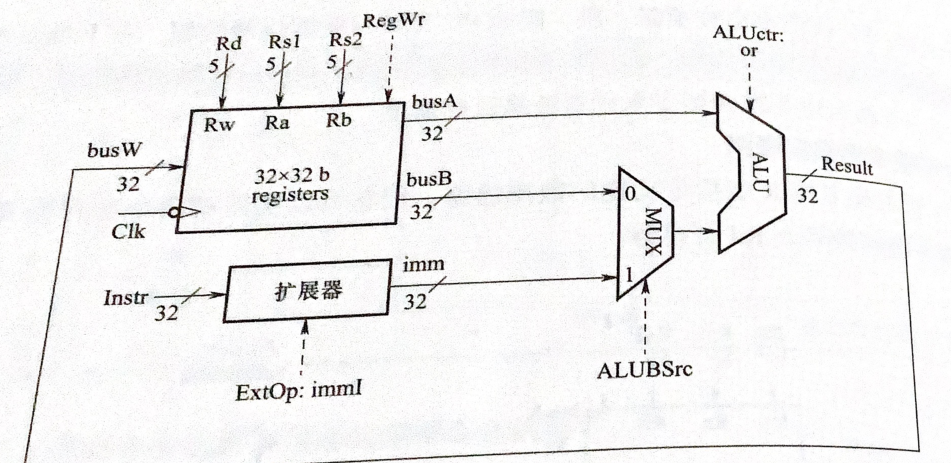 RegWr
Rd
Rs1
Rs2
5
5
5
ALUctr:
or
Rw
Ra
Rb
busA
32
busW
32
32×32 b
registers
busB
32
ALU
Result
32
Clk
0
MUX
1
Instr
32
扩展器
imm
32
ExtOp: immI
ALUBSrc